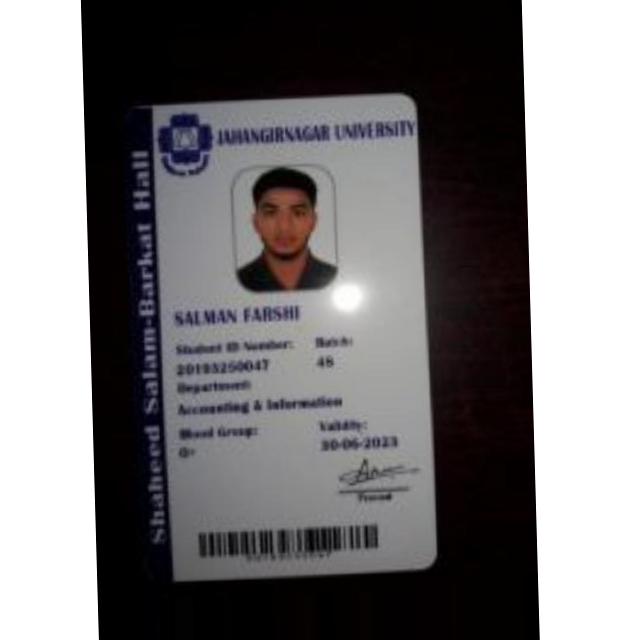 JAHANGIRNAGAR UNIVERSITY
Shaheed Salam-Barkat Hall
SALMAN FARSHI
Student ID Number: Batch:
20193250047 48
Department:
Accounting & Information
Blood Group: Validity:
O+ 30-06-2023
Provost